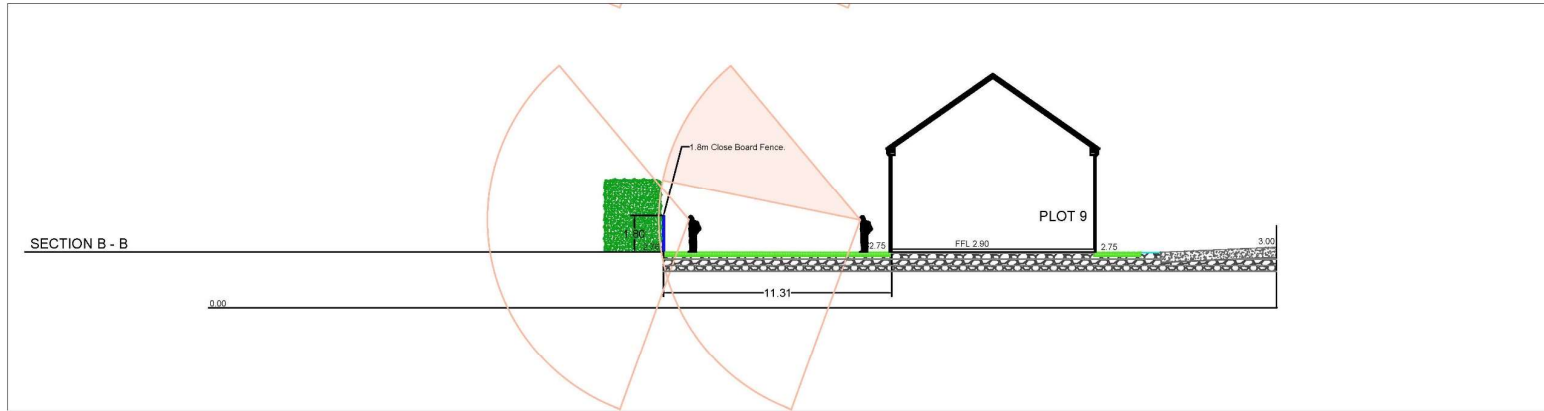 1.8m Close Board Fence.
PLOT 9
1.80
SECTION B - B
2.75
FFL 2.90
2.75
3.00
11.31
0.00